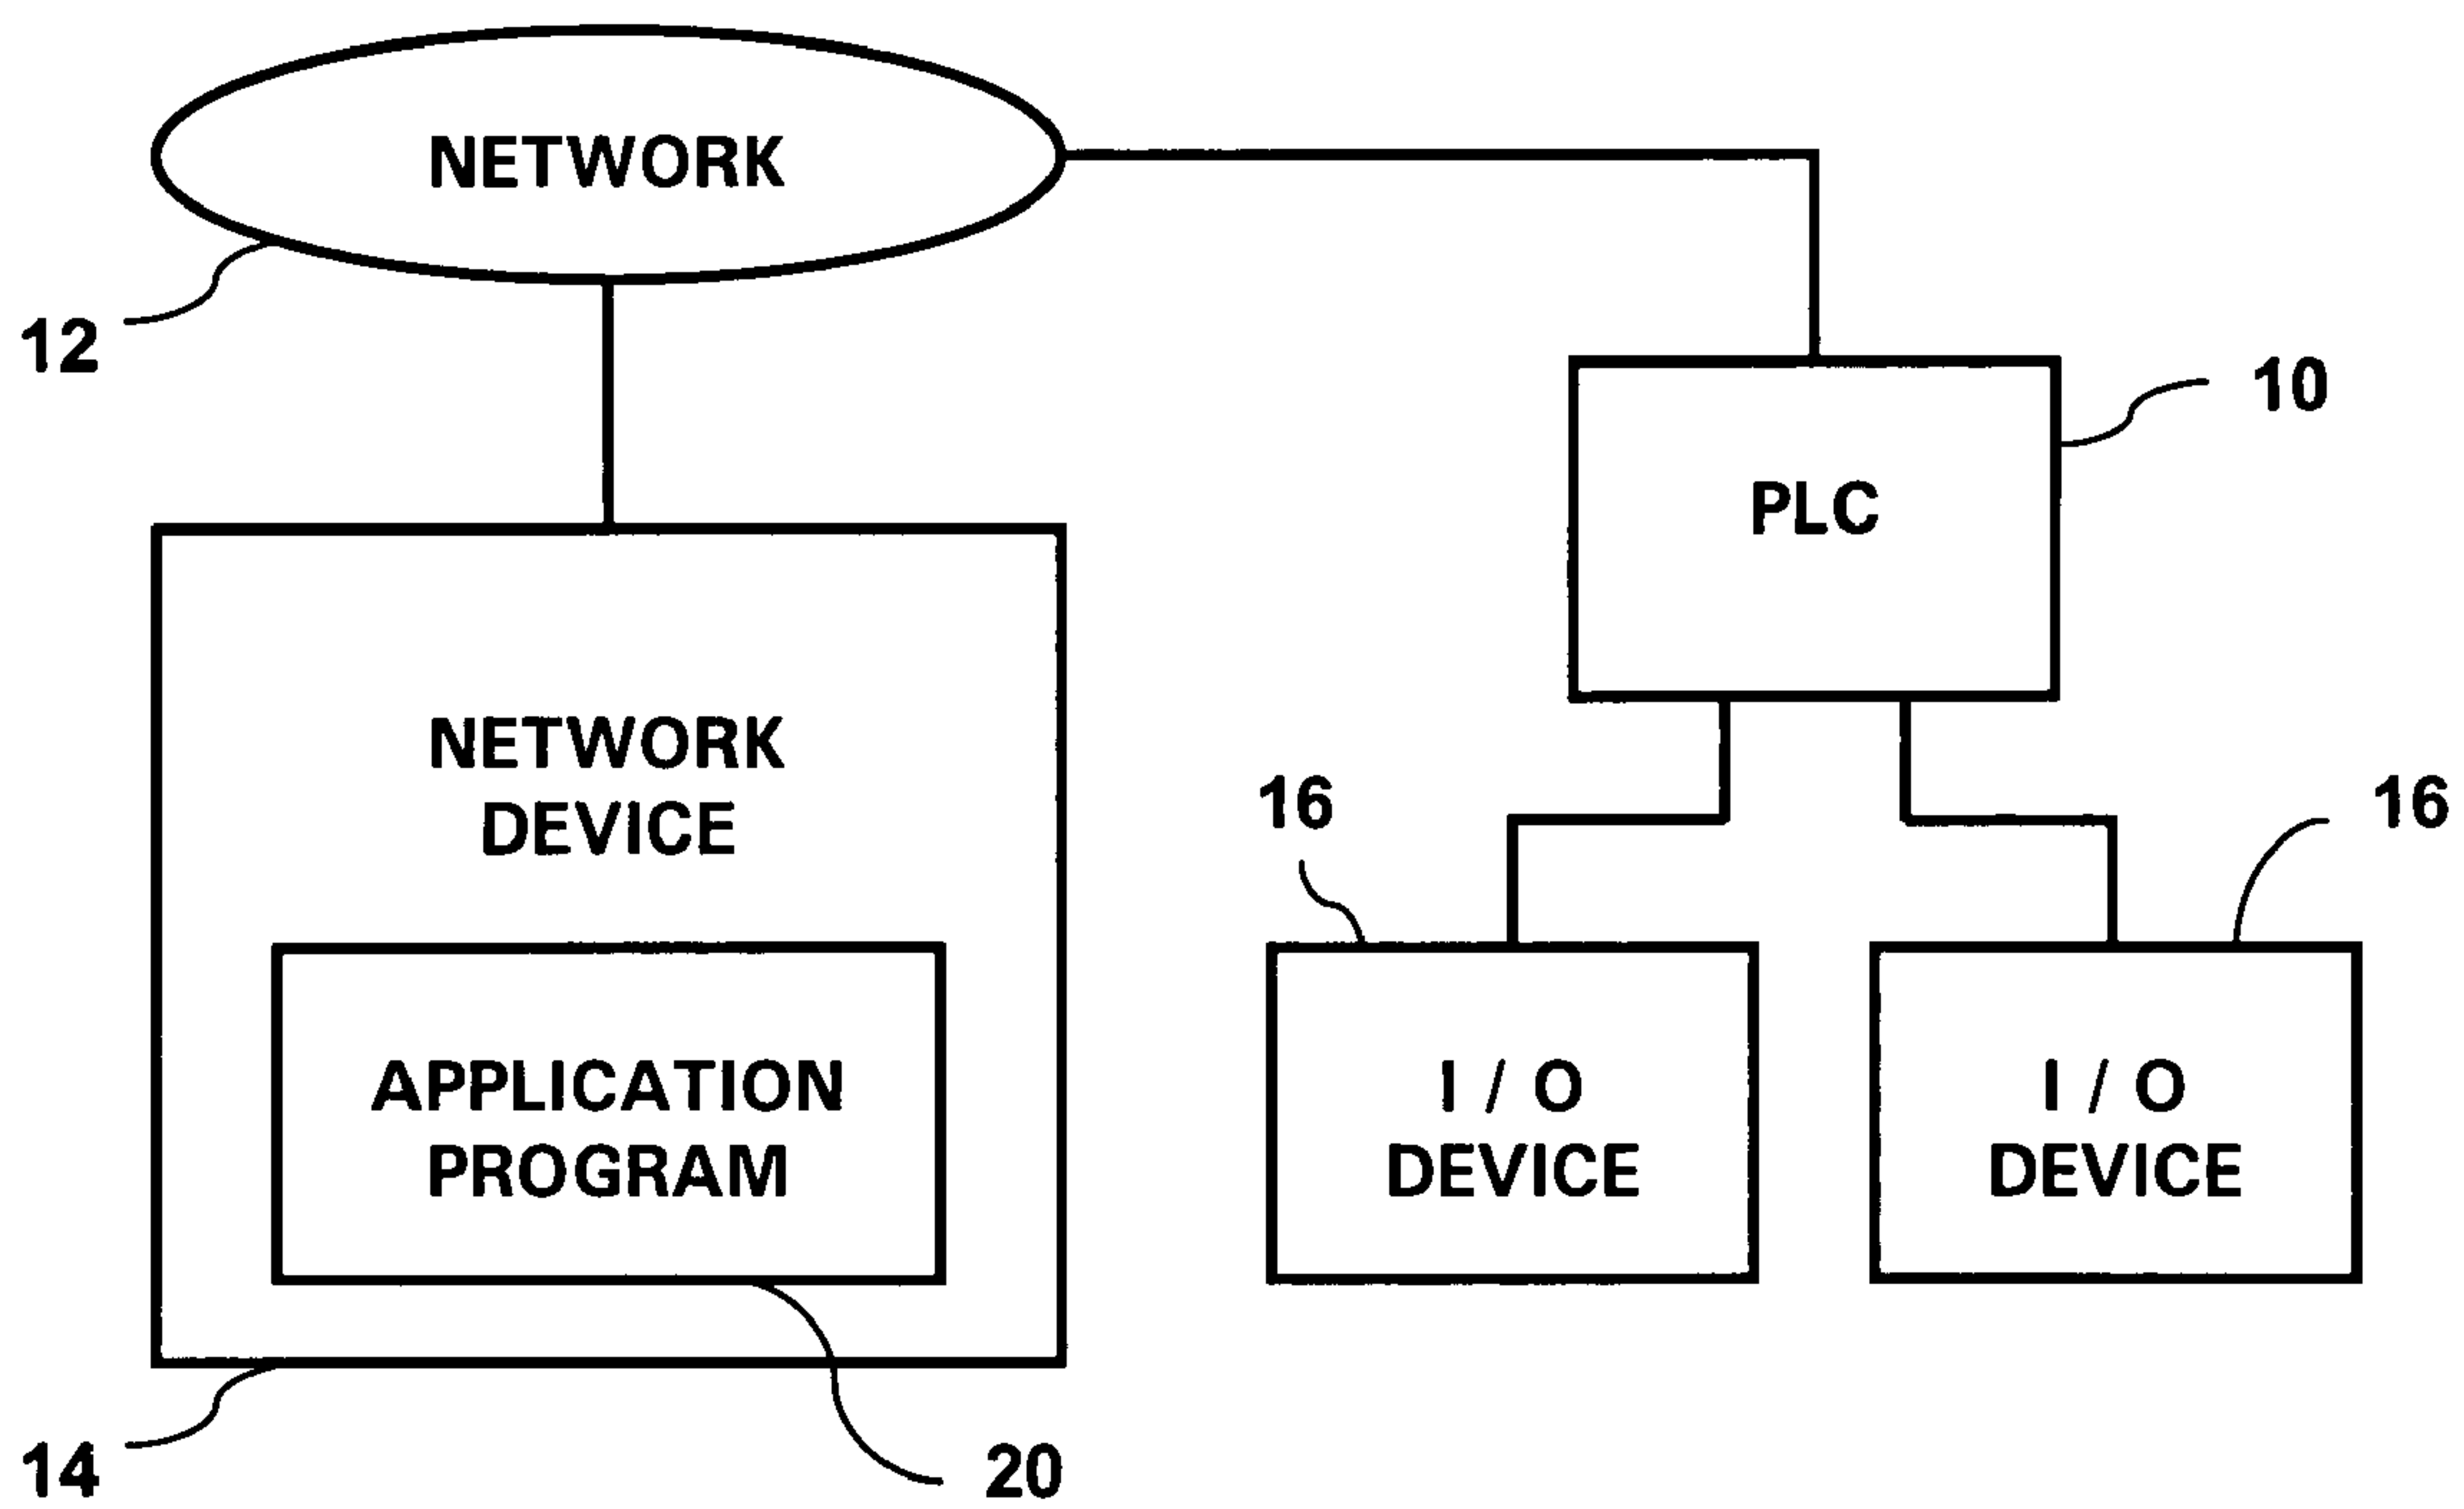 NETWORK
12
10
PLC
NETWORK
DEVICE
16
16
APPLICATION
PROGRAM
I / O
DEVICE
I / O
DEVICE
14
20